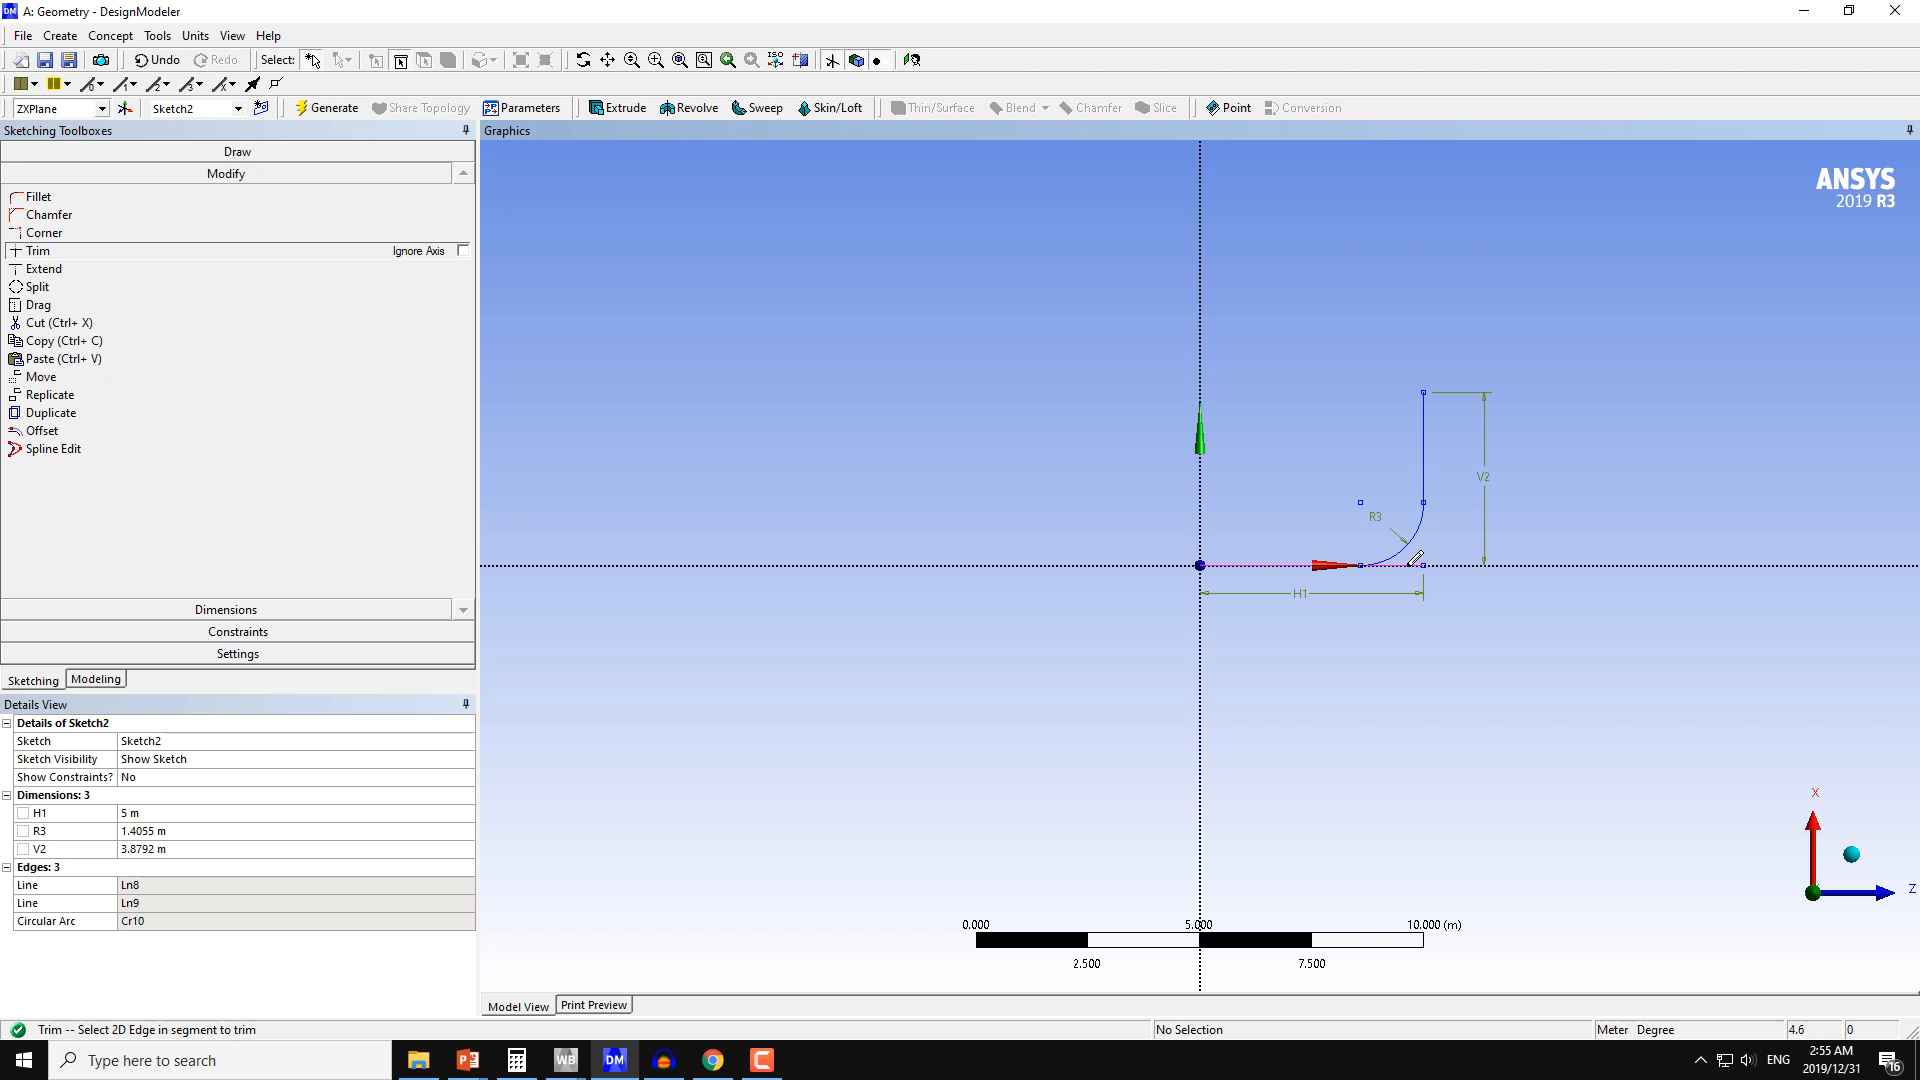 A: Geometry - DesignModeler
File Create Concept Tools Units View Help
Undo Redo Select: ISO
ZXPlane Sketch2 Generate Share Topology Parameters Extrude Revolve Sweep Skin/Loft Thin/Surface Blend Chamfer Slice Point Conversion
Sketching Toolboxes
Graphics
Draw
Modify
Fillet
Chamfer
Corner
Trim Ignore Axis
Extend
Split
Drag
Cut (Ctrl+ X)
Copy (Ctrl+ C)
Paste (Ctrl+ V)
Move
Replicate
Duplicate
Offset
Spline Edit
Dimensions
Constraints
Settings
Sketching Modeling
Details View
Details of Sketch2
Sketch Sketch2
Sketch Visibility Show Sketch
Show Constraints? No
Dimensions: 3
H1 5 m
R3 1.4055 m
V2 3.8792 m
Edges: 3
Line Ln8
Line Ln9
Circular Arc Cr10
ANSYS
2019 R3
V2
R3
H1
X
Z
0.000 5.000 10.000 (m)
2.500 7.500
Model View Print Preview
Trim -- Select 2D Edge in segment to trim No Selection Meter Degree 4.6 0
Type here to search
WB DM
ENG
2:55 AM
2019/12/31
16